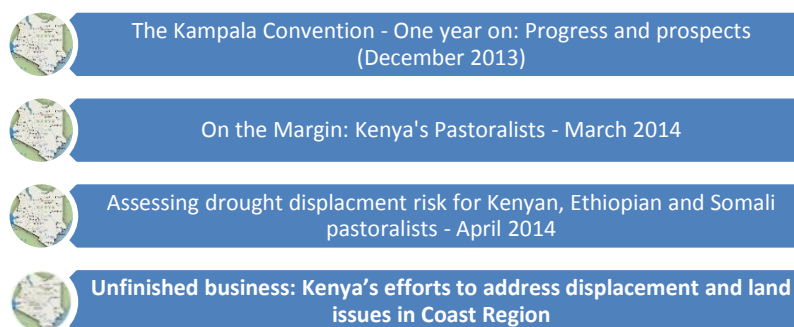 The Kampala Convention - One year on: Progress and prospects
(December 2013)
On the Margin: Kenya's Pastoralists - March 2014
Assessing drought displacment risk for Kenyan, Ethiopian and Somali
pastoralists - April 2014
Unfinished business: Kenya’s efforts to address displacement and land
issues in Coast Region